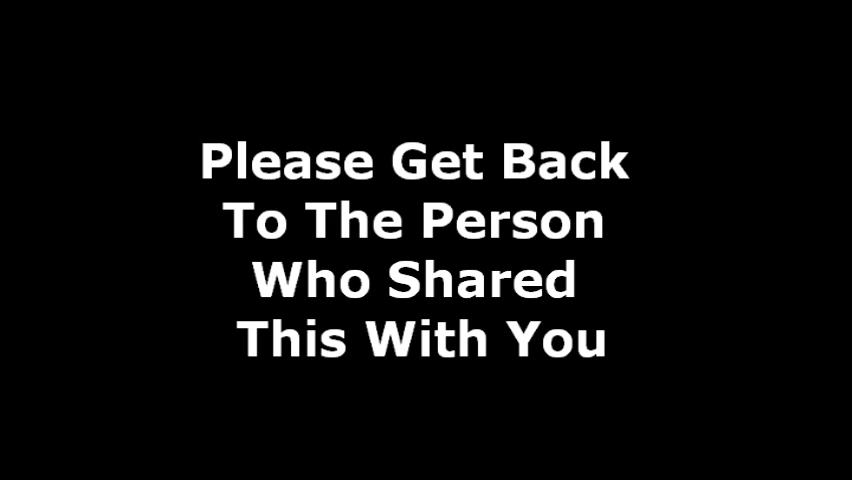 Please Get Back
To The Person
Who Shared
This With You